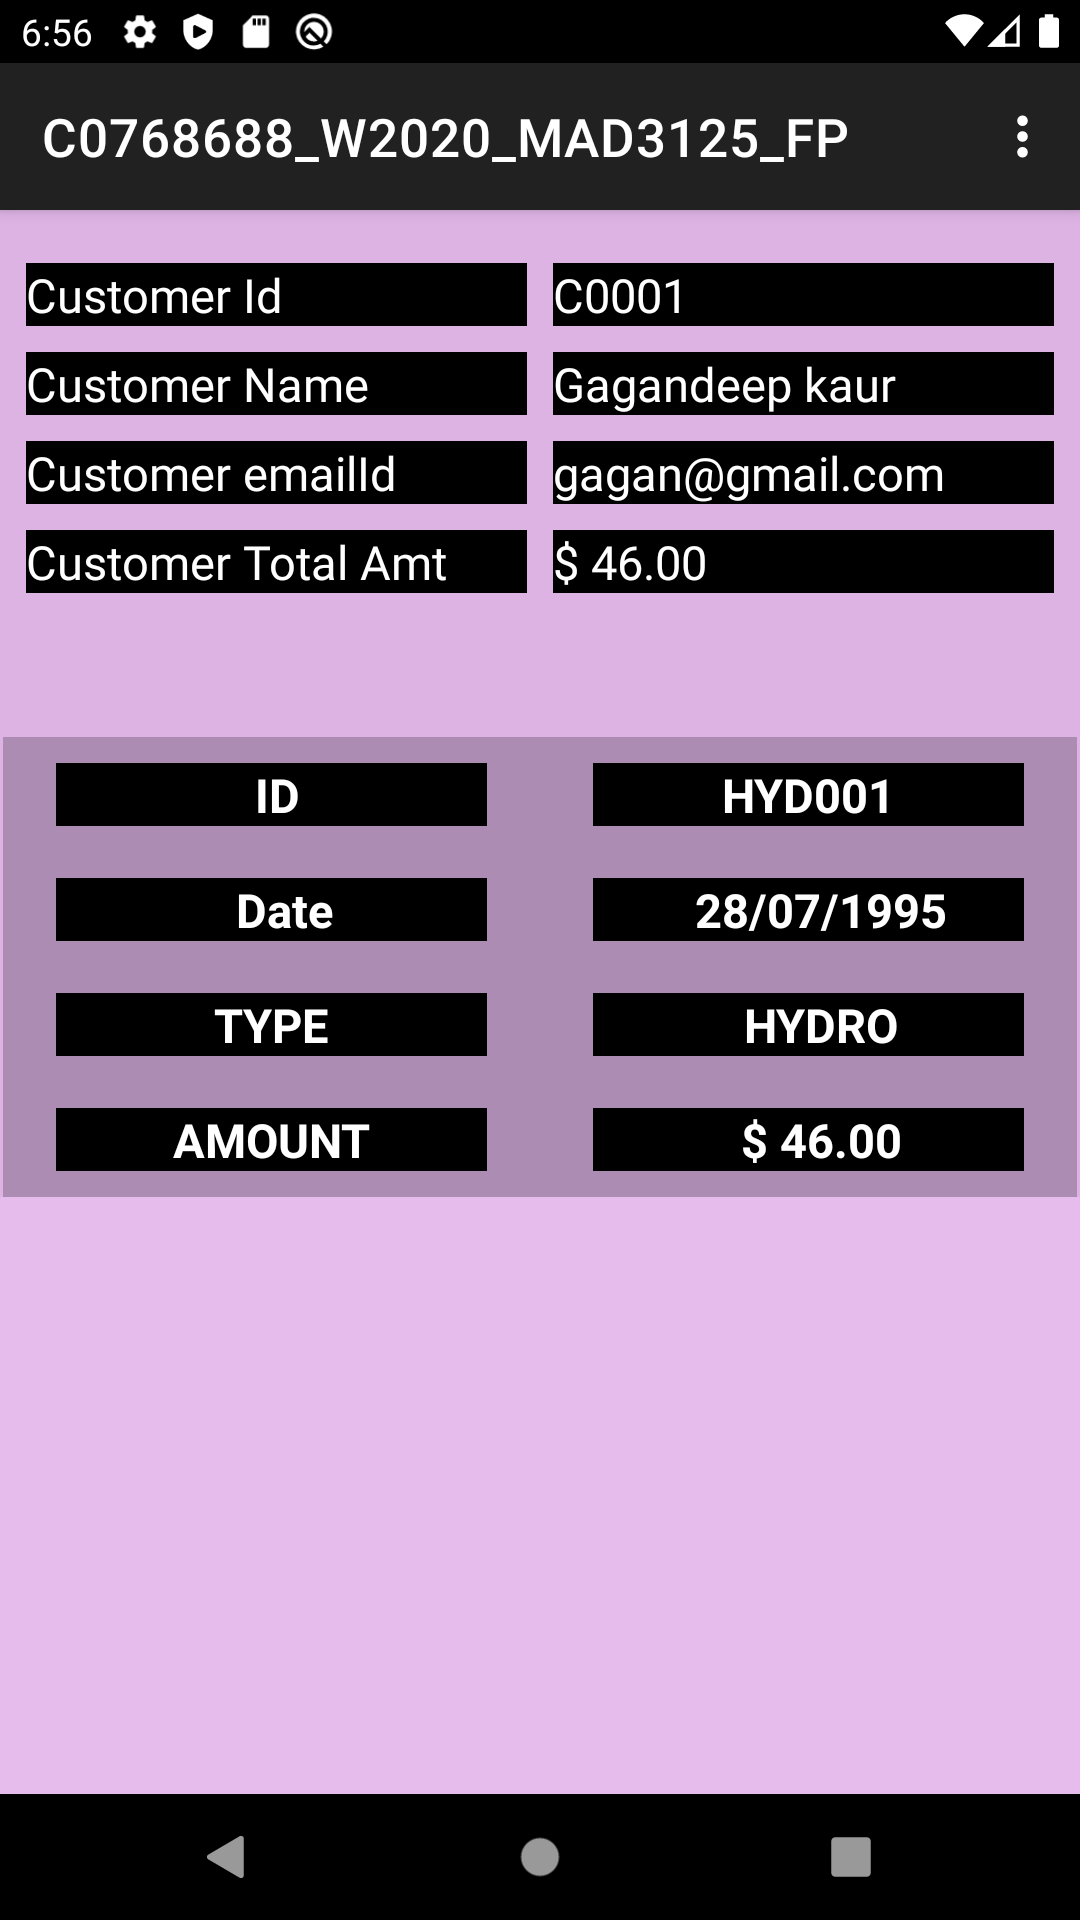 6:56
C0768688_W2020_MAD3125_FP
Customer Id C0001
Customer Name Gagandeep kaur
Customer emailId gagan@gmail.com
Customer Total Amt $ 46.00
ID HYD001
Date 28/07/1995
TYPE HYDRO
AMOUNT $ 46.00